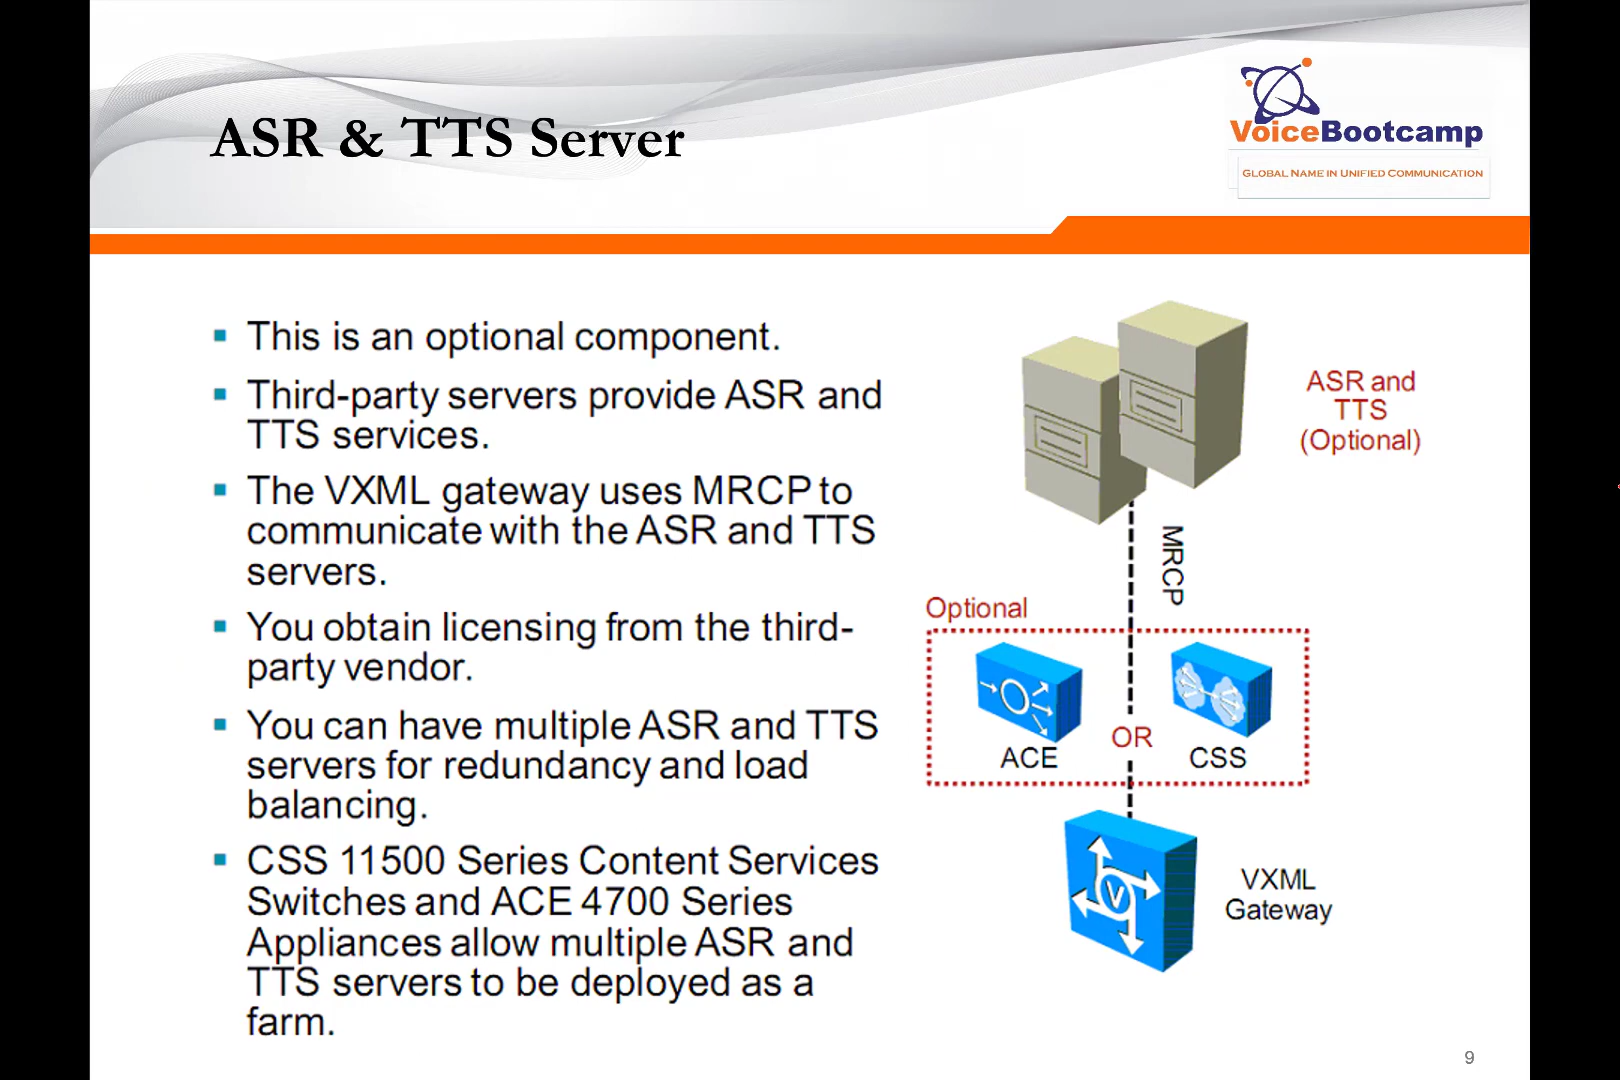 ASR & TTS Server
VoiceBootcamp
GLOBAL NAME IN UNIFIED COMMUNICATION
This is an optional component.
Third-party servers provide ASR and
TTS services.
The VXML gateway uses MRCP to
communicate with the ASR and TTS
servers.
You obtain licensing from the third-
party vendor.
You can have multiple ASR and TTS
servers for redundancy and load
balancing.
CSS 11500 Series Content Services
Switches and ACE 4700 Series
Appliances allow multiple ASR and
TTS servers to be deployed as a
farm.
ASR and
TTS
(Optional)
MRCP
Optional
ACE
OR
CSS
V
VXML
Gateway
9